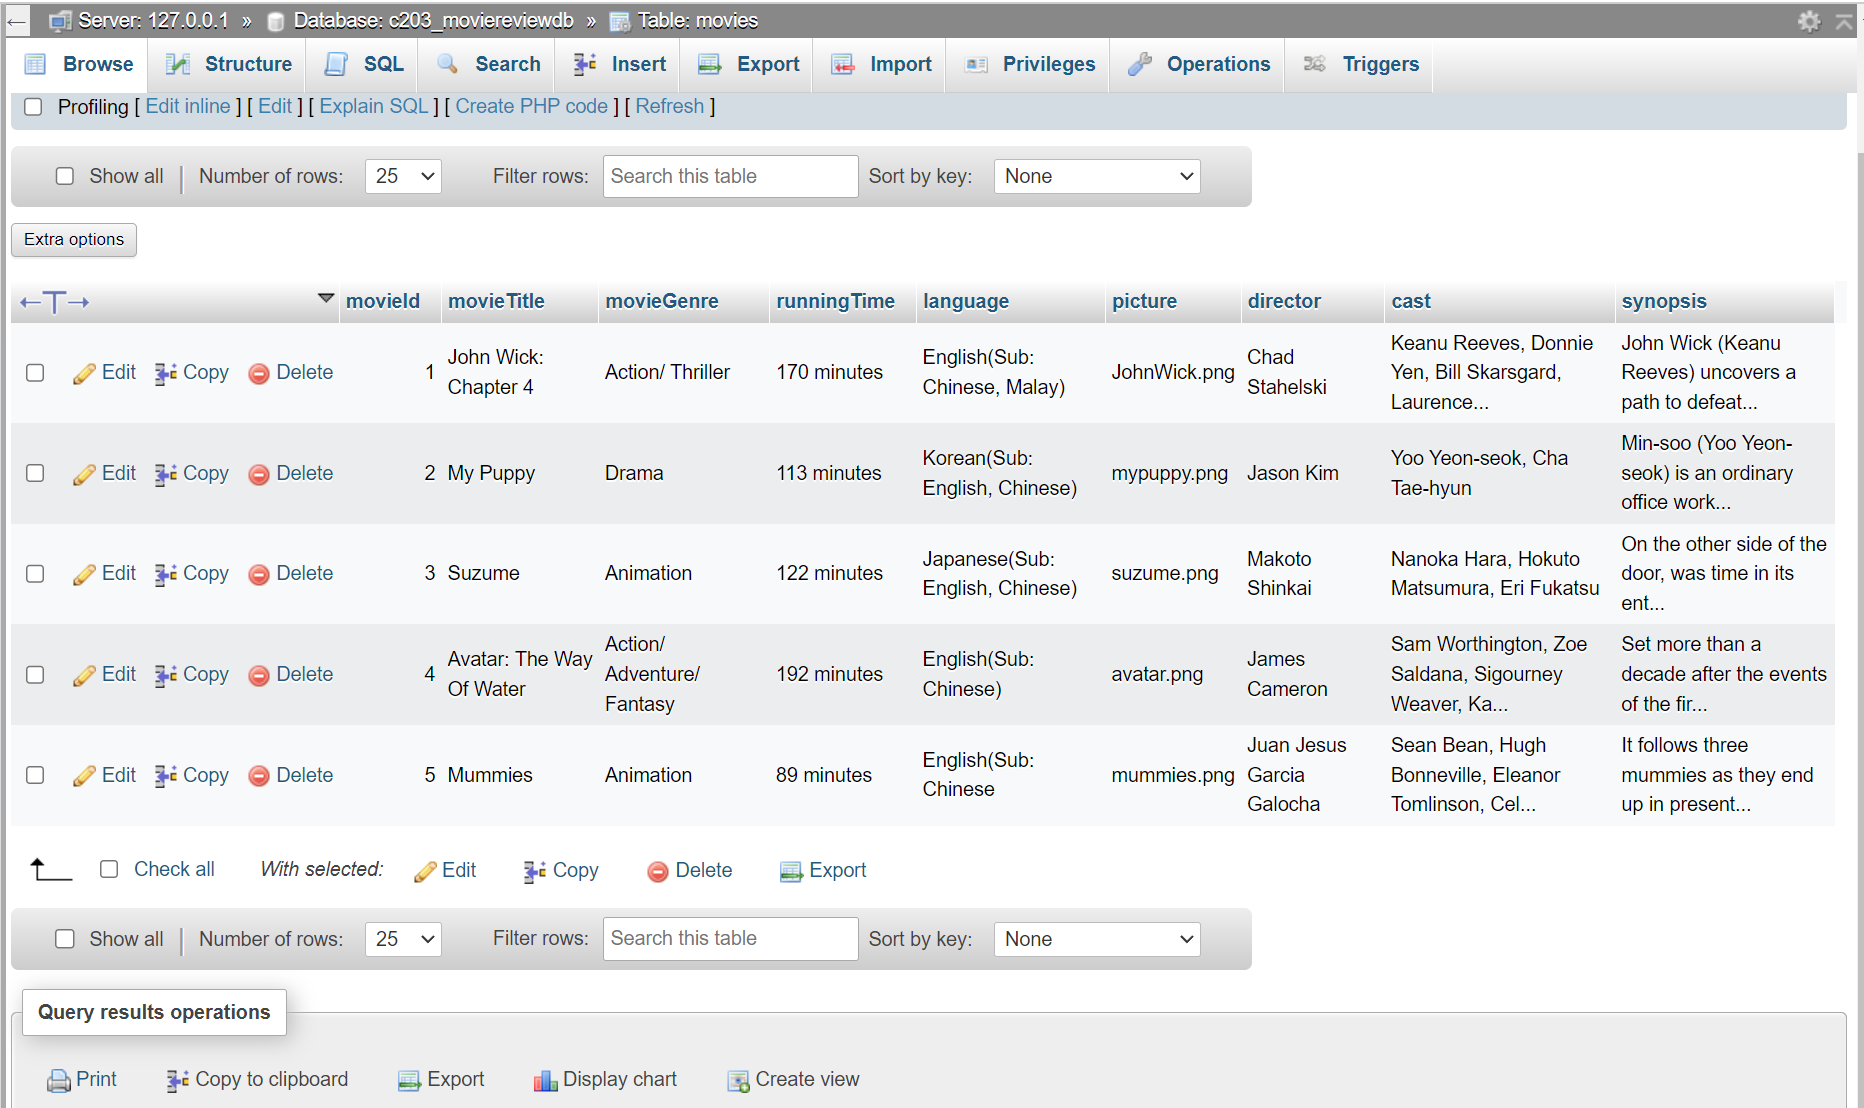 Server: 127.0.0.1 » Database: c203_moviereviewdb » Table: movies
Browse Structure SQL Search Insert Export Import Privileges Operations Triggers
Profiling [ Edit inline ] [ Edit ] [ Explain SQL ] [ Create PHP code ] [ Refresh ]
Show all Number of rows: 25 Filter rows: Search this table Sort by key: None
Extra options
←T→ movieId movieTitle movieGenre runningTime language picture director cast synopsis
Edit Copy Delete 1 John Wick: Chapter 4 Action/ Thriller 170 minutes English(Sub: Chinese, Malay) JohnWick.png Chad Stahelski Keanu Reeves, Donnie Yen, Bill Skarsgard, Laurence... John Wick (Keanu Reeves) uncovers a path to defeat...
Edit Copy Delete 2 My Puppy Drama 113 minutes Korean(Sub: English, Chinese) mypuppy.png Jason Kim Yoo Yeon-seok, Cha Tae-hyun Min-soo (Yoo Yeon-seok) is an ordinary office work...
Edit Copy Delete 3 Suzume Animation 122 minutes Japanese(Sub: English, Chinese) suzume.png Makoto Shinkai Nanoka Hara, Hokuto Matsumura, Eri Fukatsu On the other side of the door, was time in its ent...
Edit Copy Delete 4 Avatar: The Way Of Water Action/ Adventure/ Fantasy 192 minutes English(Sub: Chinese) avatar.png James Cameron Sam Worthington, Zoe Saldana, Sigourney Weaver, Ka... Set more than a decade after the events of the fir...
Edit Copy Delete 5 Mummies Animation 89 minutes English(Sub: Chinese mummies.png Juan Jesus Garcia Galocha Sean Bean, Hugh Bonneville, Eleanor Tomlinson, Cel... It follows three mummies as they end up in present...
Check all With selected: Edit Copy Delete Export
Show all Number of rows: 25 Filter rows: Search this table Sort by key: None
Query results operations
Print Copy to clipboard Export Display chart Create view